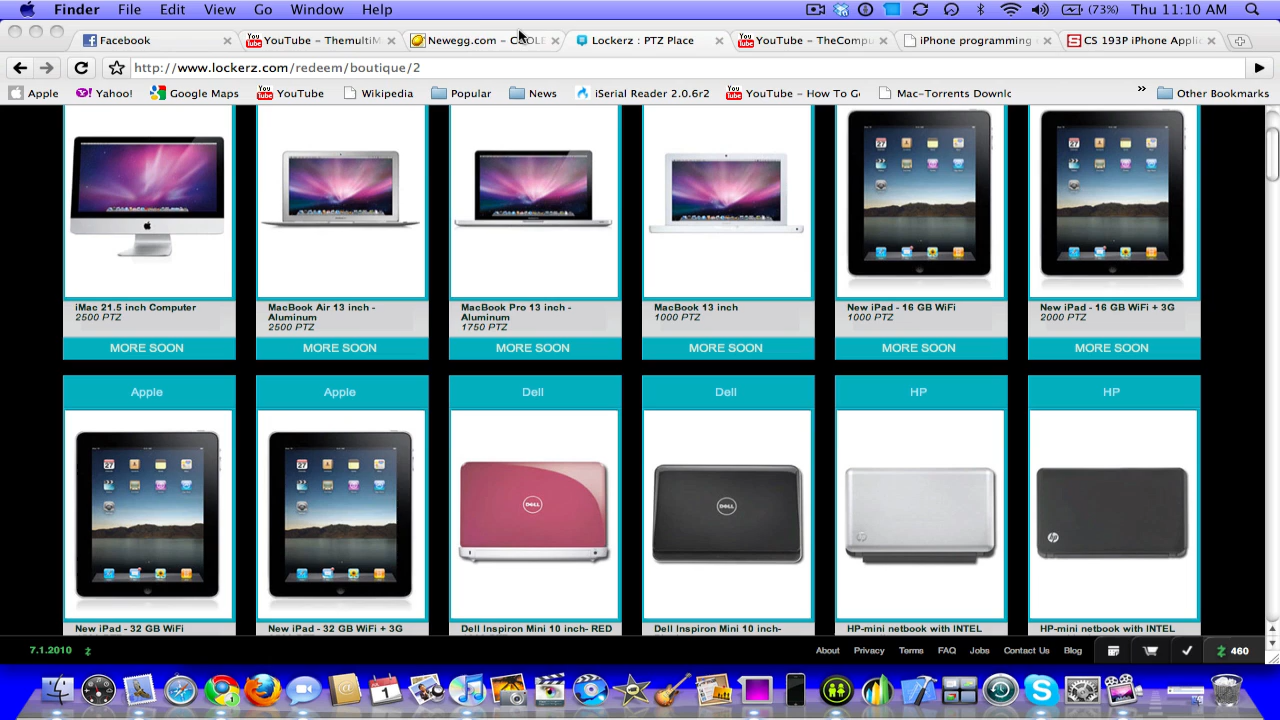 Finder File Edit View Go Window Help (73%) Thu 11:10 AM
Facebook YouTube – ThemultiM Newegg.com – Lockerz : PTZ Place YouTube – TheCompu iPhone programming CS 193P iPhone Applic
http://www.lockerz.com/redeem/boutique/2
Apple Yahoo! Google Maps YouTube Wikipedia Popular News iSerial Reader 2.0.6r2 YouTube – How To G Mac-Torrents Downlc » Other Bookmarks
iMac 21.5 inch Computer
2500 PTZ
MORE SOON
MacBook Air 13 inch -
Aluminum
2500 PTZ
MORE SOON
MacBook Pro 13 inch -
Aluminum
1750 PTZ
MORE SOON
MacBook 13 inch
1000 PTZ
MORE SOON
New iPad - 16 GB WiFi
1000 PTZ
MORE SOON
New iPad - 16 GB WiFi + 3G
2000 PTZ
MORE SOON
Apple
New iPad - 32 GB WiFi
Apple
New iPad - 32 GB WiFi + 3G
Dell
DELL
Dell Inspiron Mini 10 inch- RED
Dell
DELL
Dell Inspiron Mini 10 inch-
HP
HP-mini netbook with INTEL
HP
hp
HP-mini netbook with INTEL
7.1.2010 About Privacy Terms FAQ Jobs Contact Us Blog 460